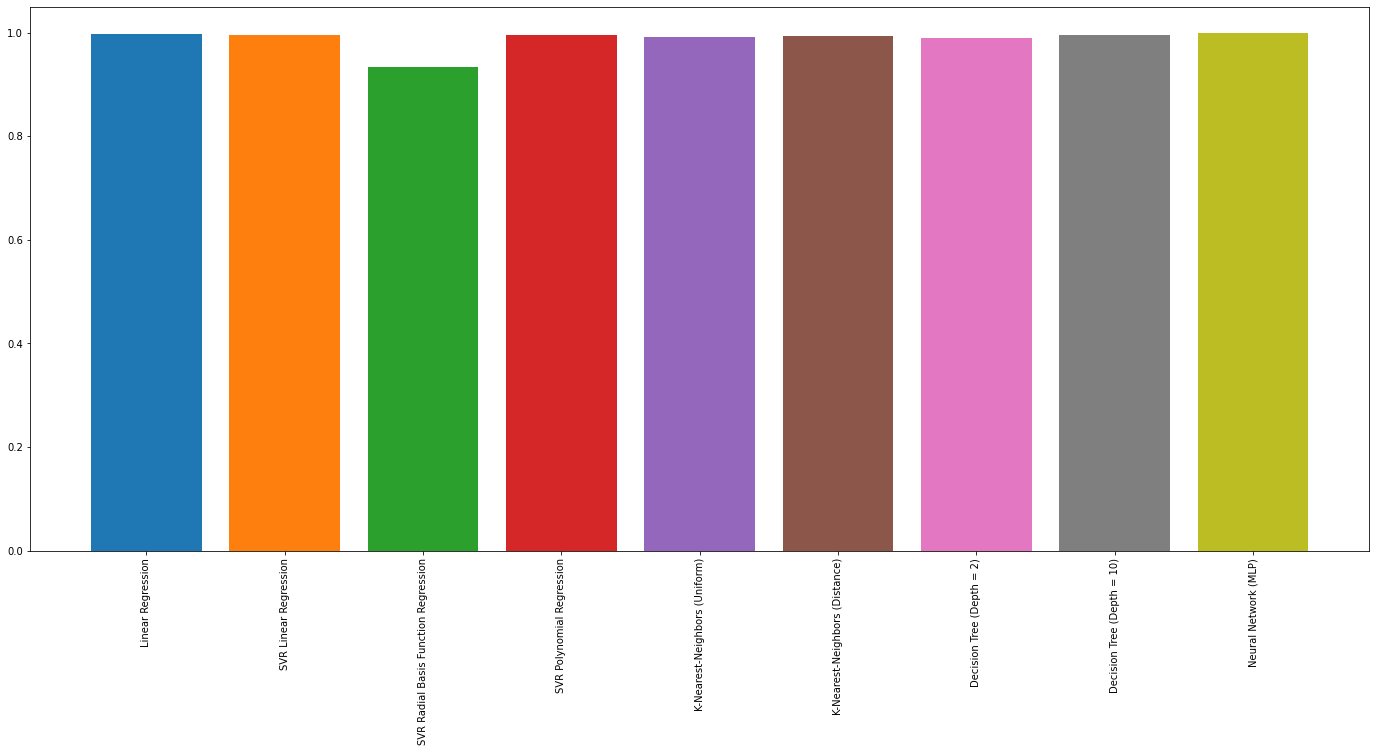 1.0
0.8
0.6
0.4
0.2
0.0
Linear Regression
SVR Linear Regression
SVR Radial Basis Function Regression
SVR Polynomial Regression
K-Nearest-Neighbors (Uniform)
K-Nearest-Neighbors (Distance)
Decision Tree (Depth = 2)
Decision Tree (Depth = 10)
Neural Network (MLP)